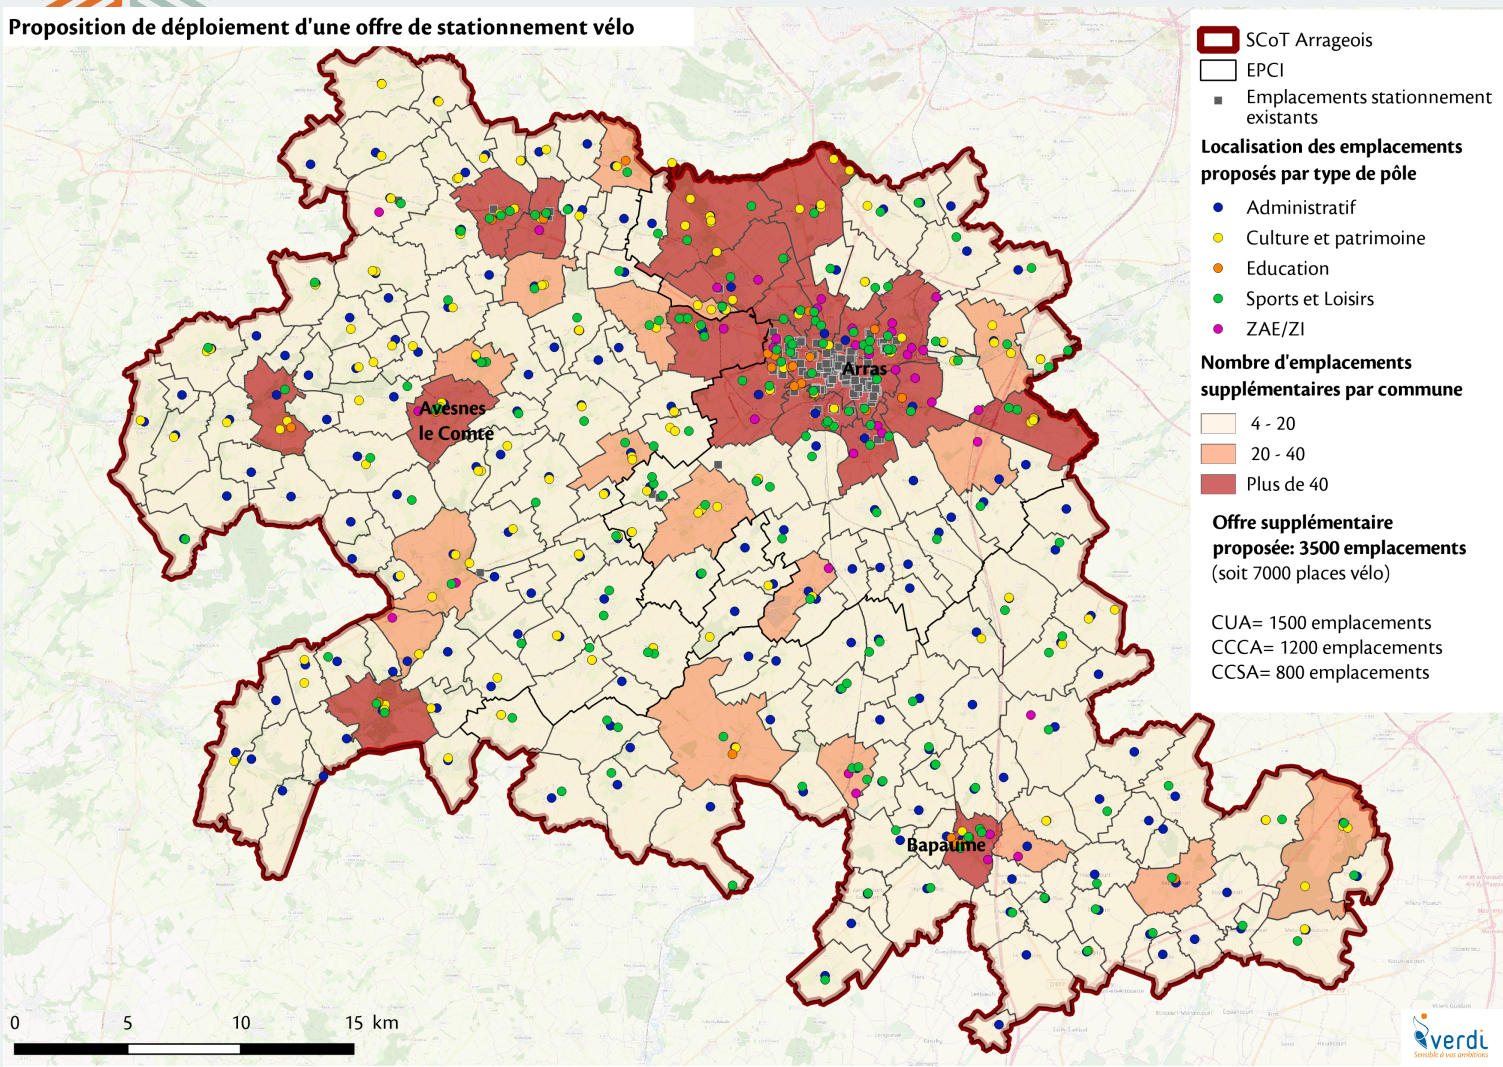 Proposition de déploiement d'une offre de stationnement vélo
SCoT Arrageois
EPCI
Emplacements stationnement
existants
Localisation des emplacements
proposés par type de pôle
Administratif
Culture et patrimoine
Education
Sports et Loisirs
ZAE/ZI
Nombre d'emplacements
supplémentaires par commune
4 - 20
20 - 40
Plus de 40
Offre supplémentaire
proposée: 3500 emplacements
(soit 7000 places vélo)
CUA= 1500 emplacements
CCCA= 1200 emplacements
CCSA= 800 emplacements
Arras
Avesnes
le Comté
Bapaume
0 5 10 15 km
verdi
Sensible à vos ambitions